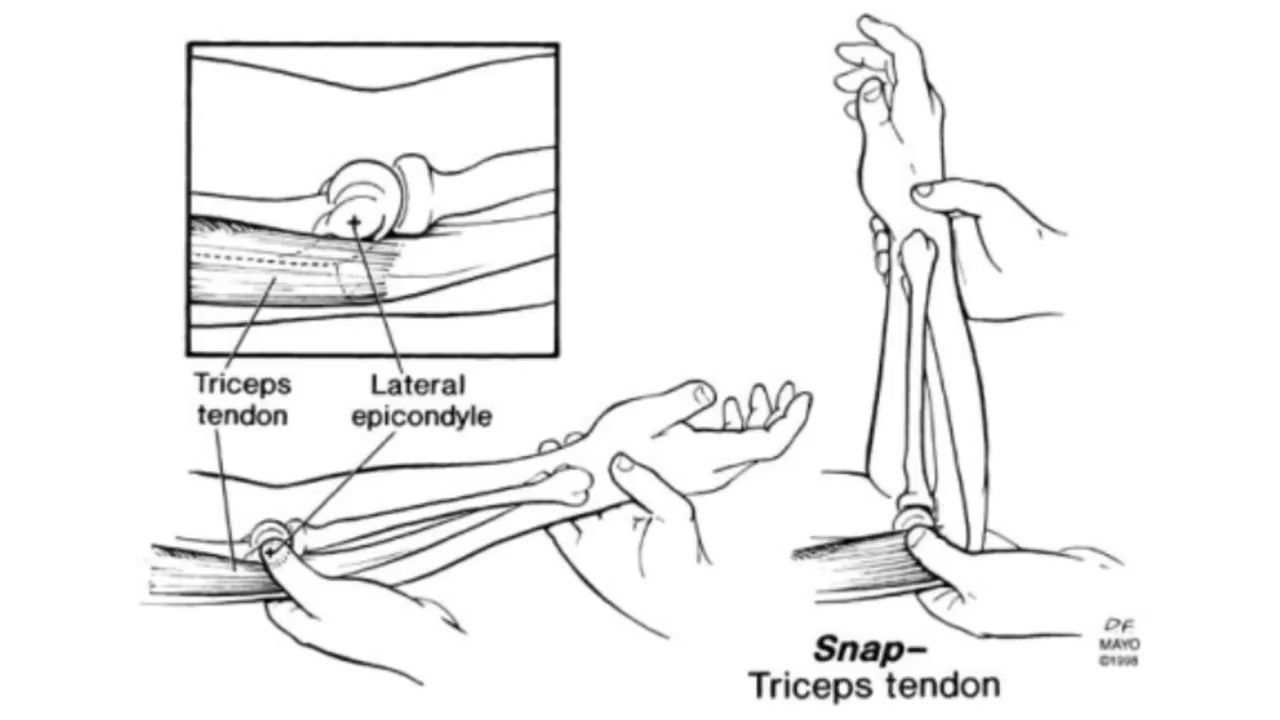 Triceps
tendon
Lateral
epicondyle
Snap–
Triceps tendon
DF
MAYO
©1998